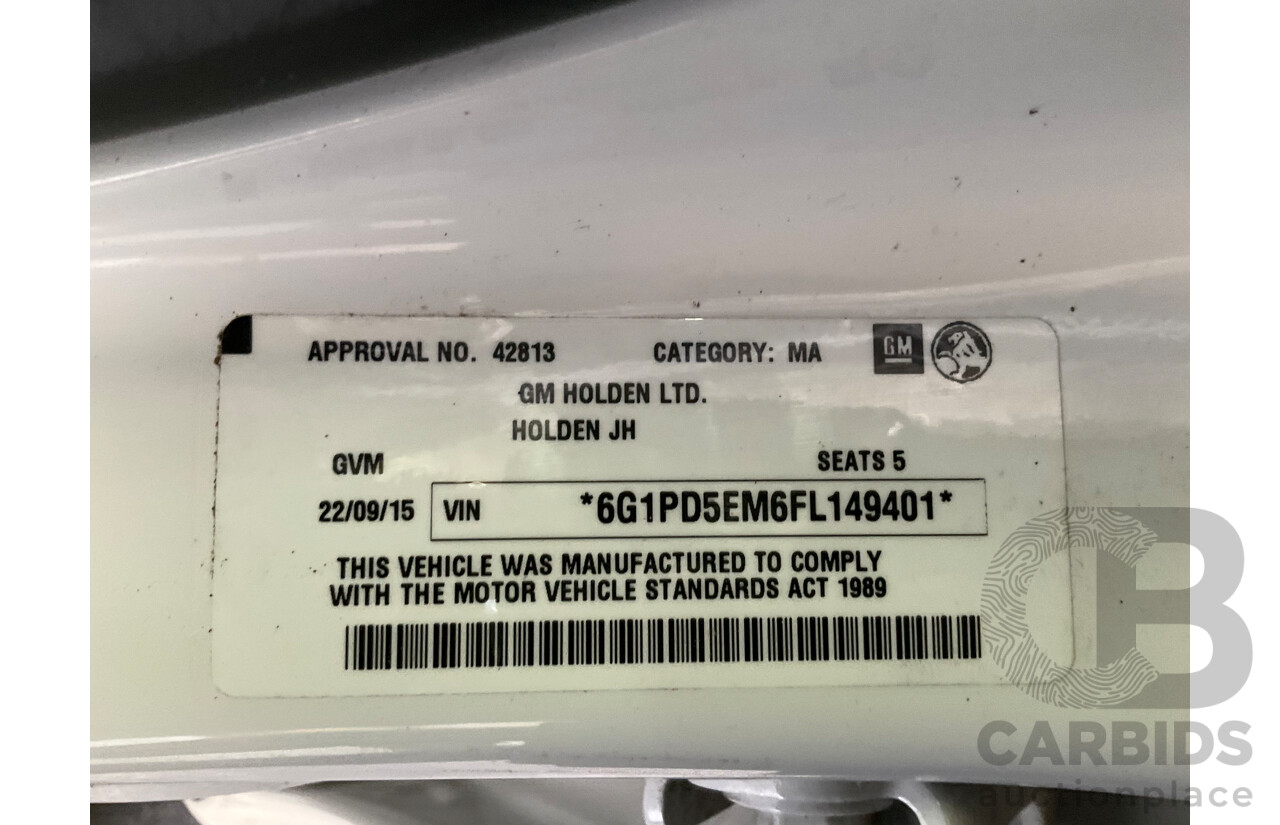 APPROVAL NO. 42813 CATEGORY: MA GM
GM HOLDEN LTD.
HOLDEN JH
GVM SEATS 5
22/09/15 VIN *6G1PD5EM6FL149401*
THIS VEHICLE WAS MANUFACTURED TO COMPLY
WITH THE MOTOR VEHICLE STANDARDS ACT 1989
CB
CARBIDS
auctionplace